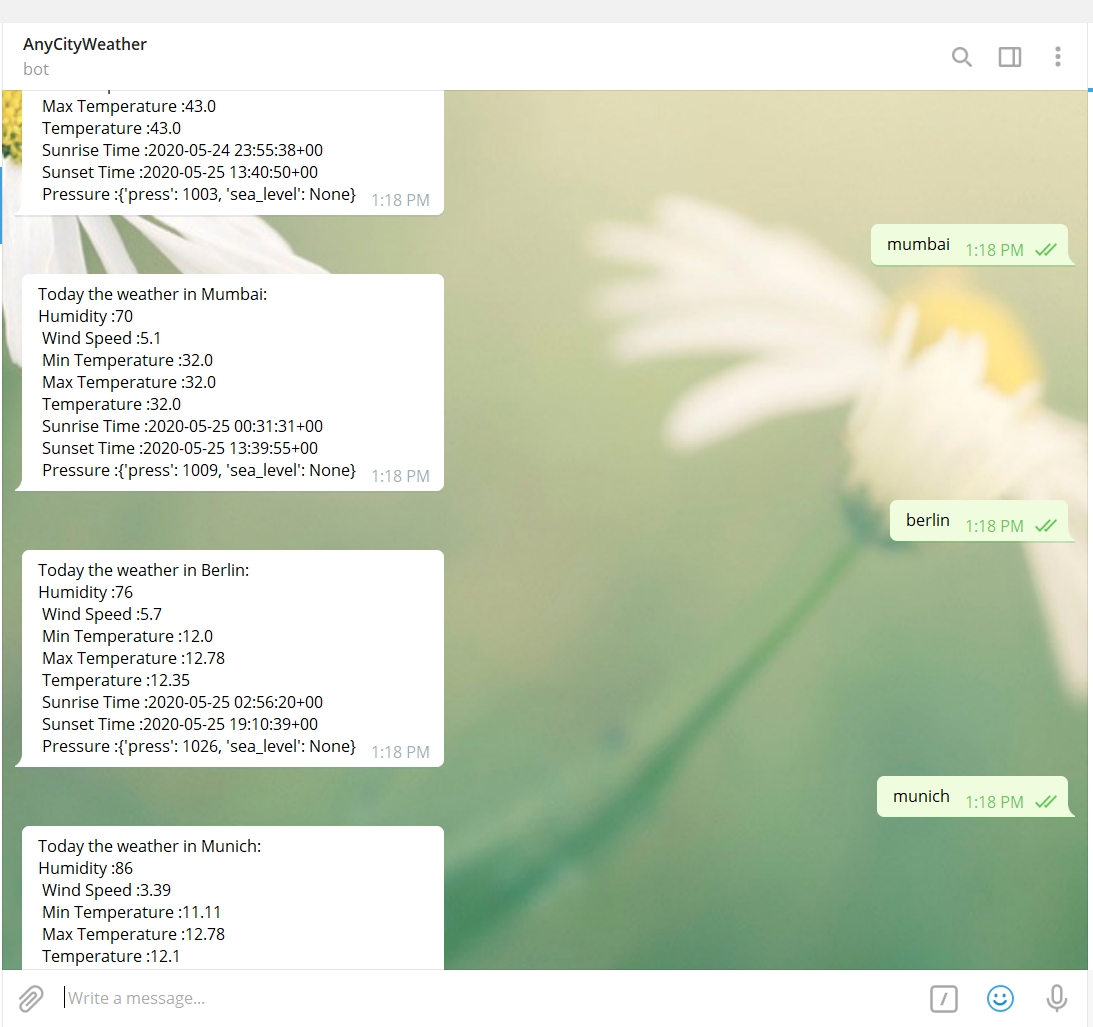 AnyCityWeather
bot
Max Temperature :43.0
Temperature :43.0
Sunrise Time :2020-05-24 23:55:38+00
Sunset Time :2020-05-25 13:40:50+00
Pressure :{'press': 1003, 'sea_level': None} 1:18 PM
mumbai 1:18 PM
Today the weather in Mumbai:
Humidity :70
Wind Speed :5.1
Min Temperature :32.0
Max Temperature :32.0
Temperature :32.0
Sunrise Time :2020-05-25 00:31:31+00
Sunset Time :2020-05-25 13:39:55+00
Pressure :{'press': 1009, 'sea_level': None} 1:18 PM
berlin 1:18 PM
Today the weather in Berlin:
Humidity :76
Wind Speed :5.7
Min Temperature :12.0
Max Temperature :12.78
Temperature :12.35
Sunrise Time :2020-05-25 02:56:20+00
Sunset Time :2020-05-25 19:10:39+00
Pressure :{'press': 1026, 'sea_level': None} 1:18 PM
munich 1:18 PM
Today the weather in Munich:
Humidity :86
Wind Speed :3.39
Min Temperature :11.11
Max Temperature :12.78
Temperature :12.1
Write a message...